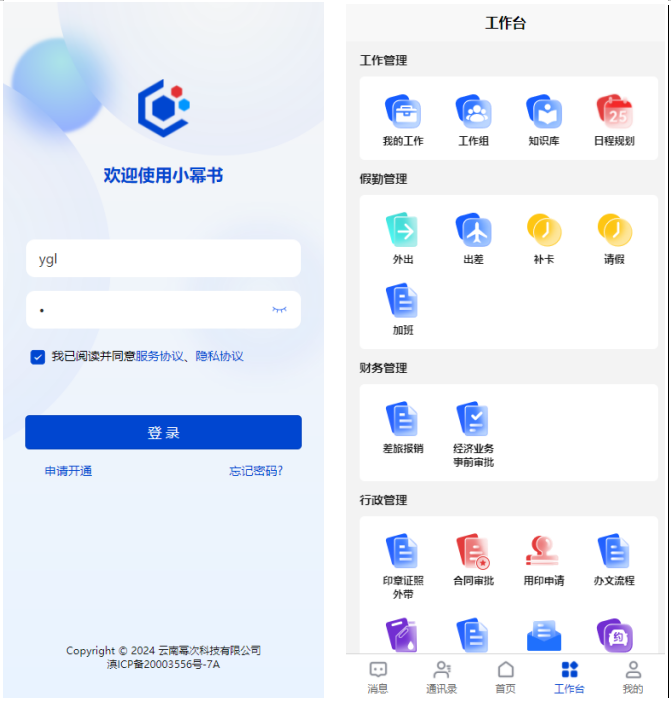 欢迎使用小幂书
ygl
我已阅读并同意服务协议、隐私协议
登录
申请开通
忘记密码?
Copyright © 2024 云南幂次科技有限公司
滇ICP备20003556号-7A
工作台
工作管理
我的工作
工作组
知识库
25
日程规划
假勤管理
外出
出差
补卡
请假
加班
财务管理
差旅报销
经济业务
事前审批
行政管理
印章证照
外带
合同审批
用印申请
办文流程
约
消息
通讯录
首页
工作台
我的